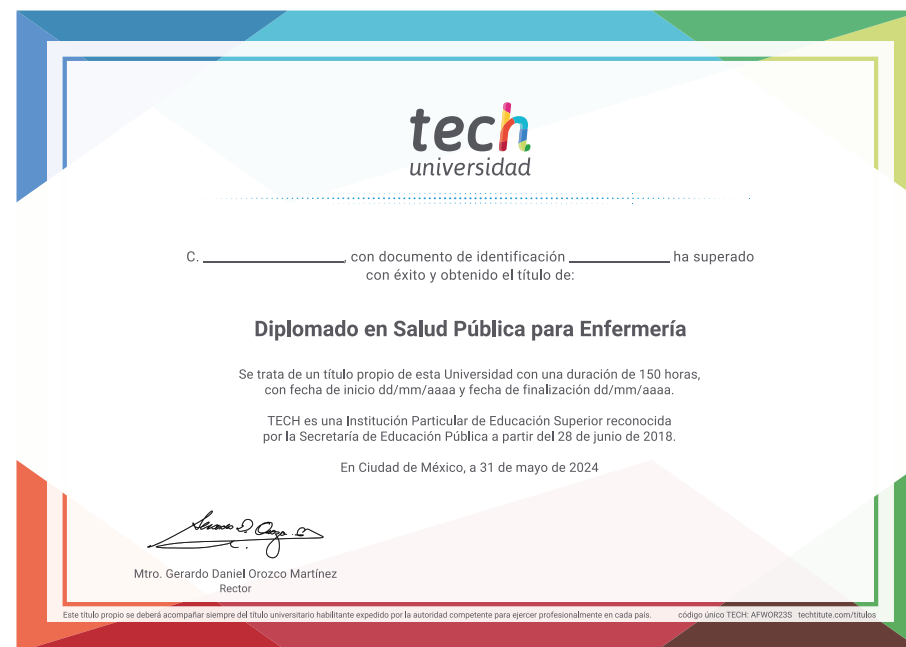 tech
universidad
C. ____________, con documento de identificación ____________ ha superado
con éxito y obtenido el título de:
Diplomado en Salud Pública para Enfermería
Se trata de un título propio de esta Universidad con una duración de 150 horas,
con fecha de inicio dd/mm/aaaa y fecha de finalización dd/mm/aaaa.
TECH es una Institución Particular de Educación Superior reconocida
por la Secretaría de Educación Pública a partir del 28 de junio de 2018.
En Ciudad de México, a 31 de mayo de 2024
Mtro. Gerardo Daniel Orozco Martínez
Rector
Este título propio se deberá acompañar siempre del título universitario habilitante expedido por la autoridad competente para ejercer profesionalmente en cada país. código único TECH: AFWOR23S techtitute.com/titulos